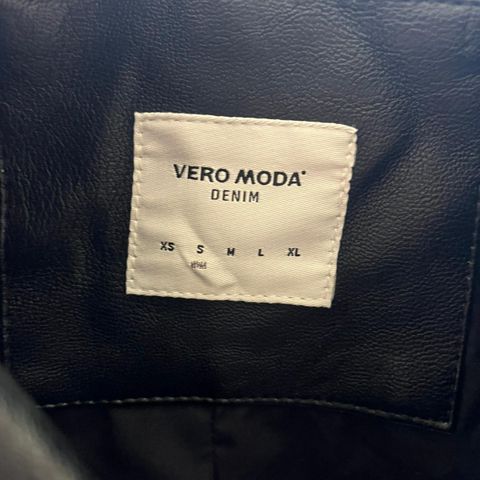 VERO MODA
DENIM
XS S M L XL